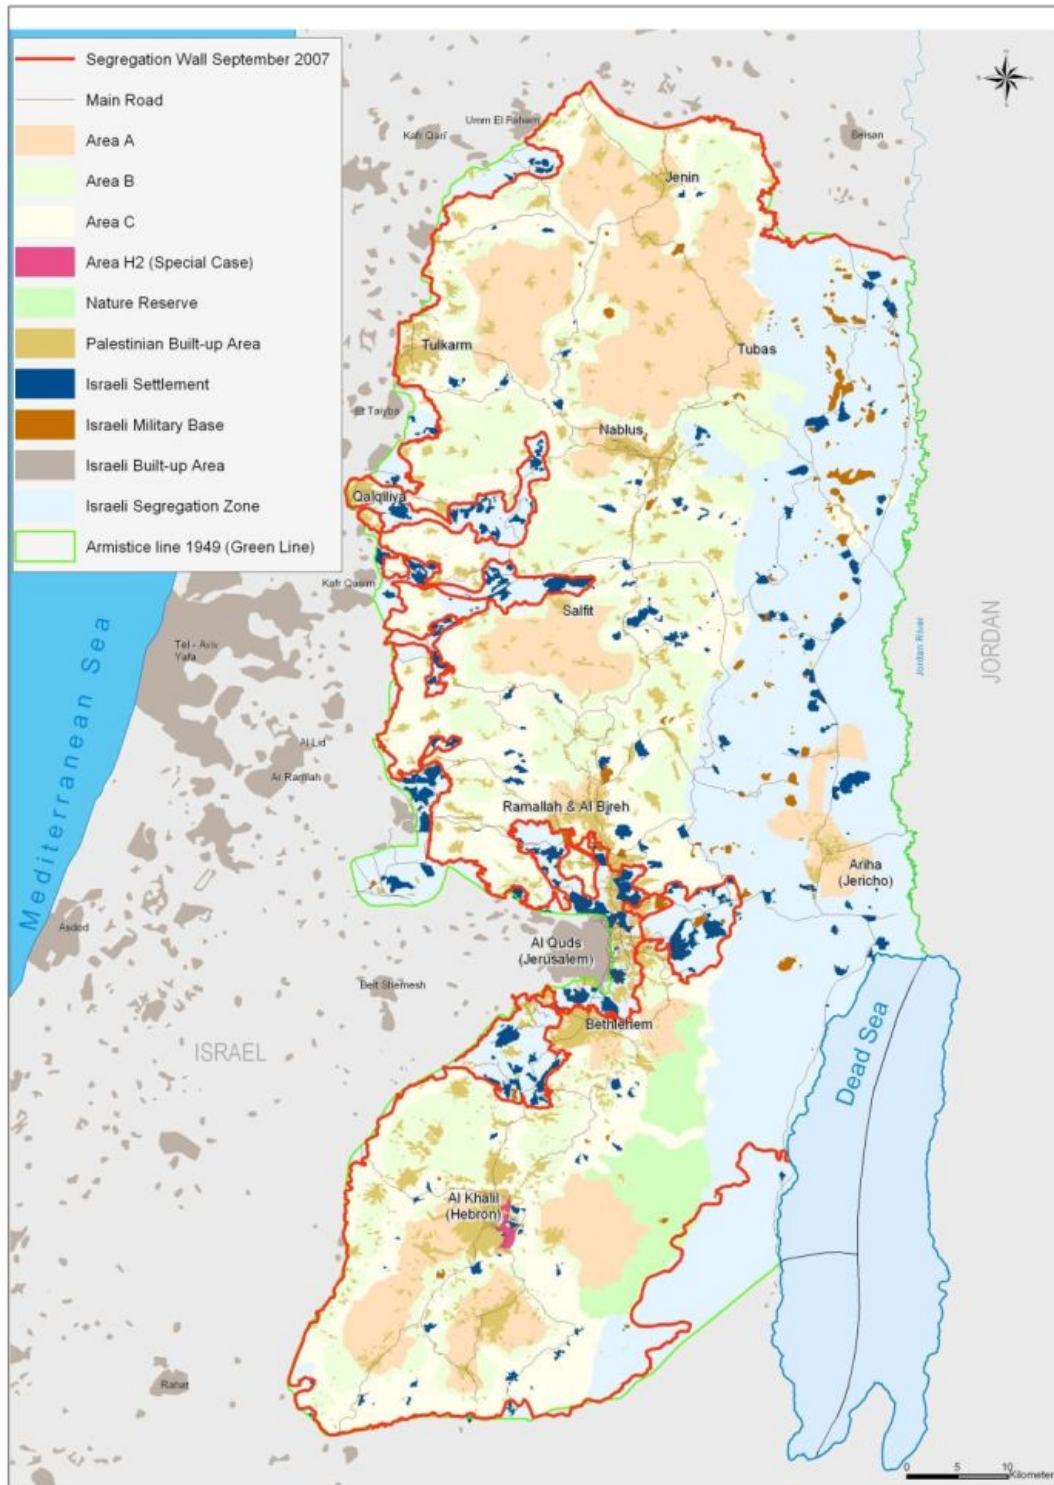 Segregation Wall September 2007
Main Road
Area A
Area B
Area C
Area H2 (Special Case)
Nature Reserve
Palestinian Built-up Area
Israeli Settlement
Israeli Military Base
Israeli Built-up Area
Israeli Segregation Zone
Armistice line 1949 (Green Line)
Umm El Fahem
Kafr Qari
Beisan
Jenin
Tulkarm
Tubas
Et Taiyba
Nablus
Qalqiliya
Kafr Qasim
Salfit
Tel - Aviv
Yafa
Mediterranean Sea
Jordan River
JORDAN
Al Lid
Ar Ramlah
Ramallah & Al Bireh
Ariha
(Jericho)
Asdod
Al Quds
(Jerusalem)
Beit Shemesh
Bethlehem
ISRAEL
Dead Sea
Al Khalil
(Hebron)
Rahat
0 5 10
Kilometer